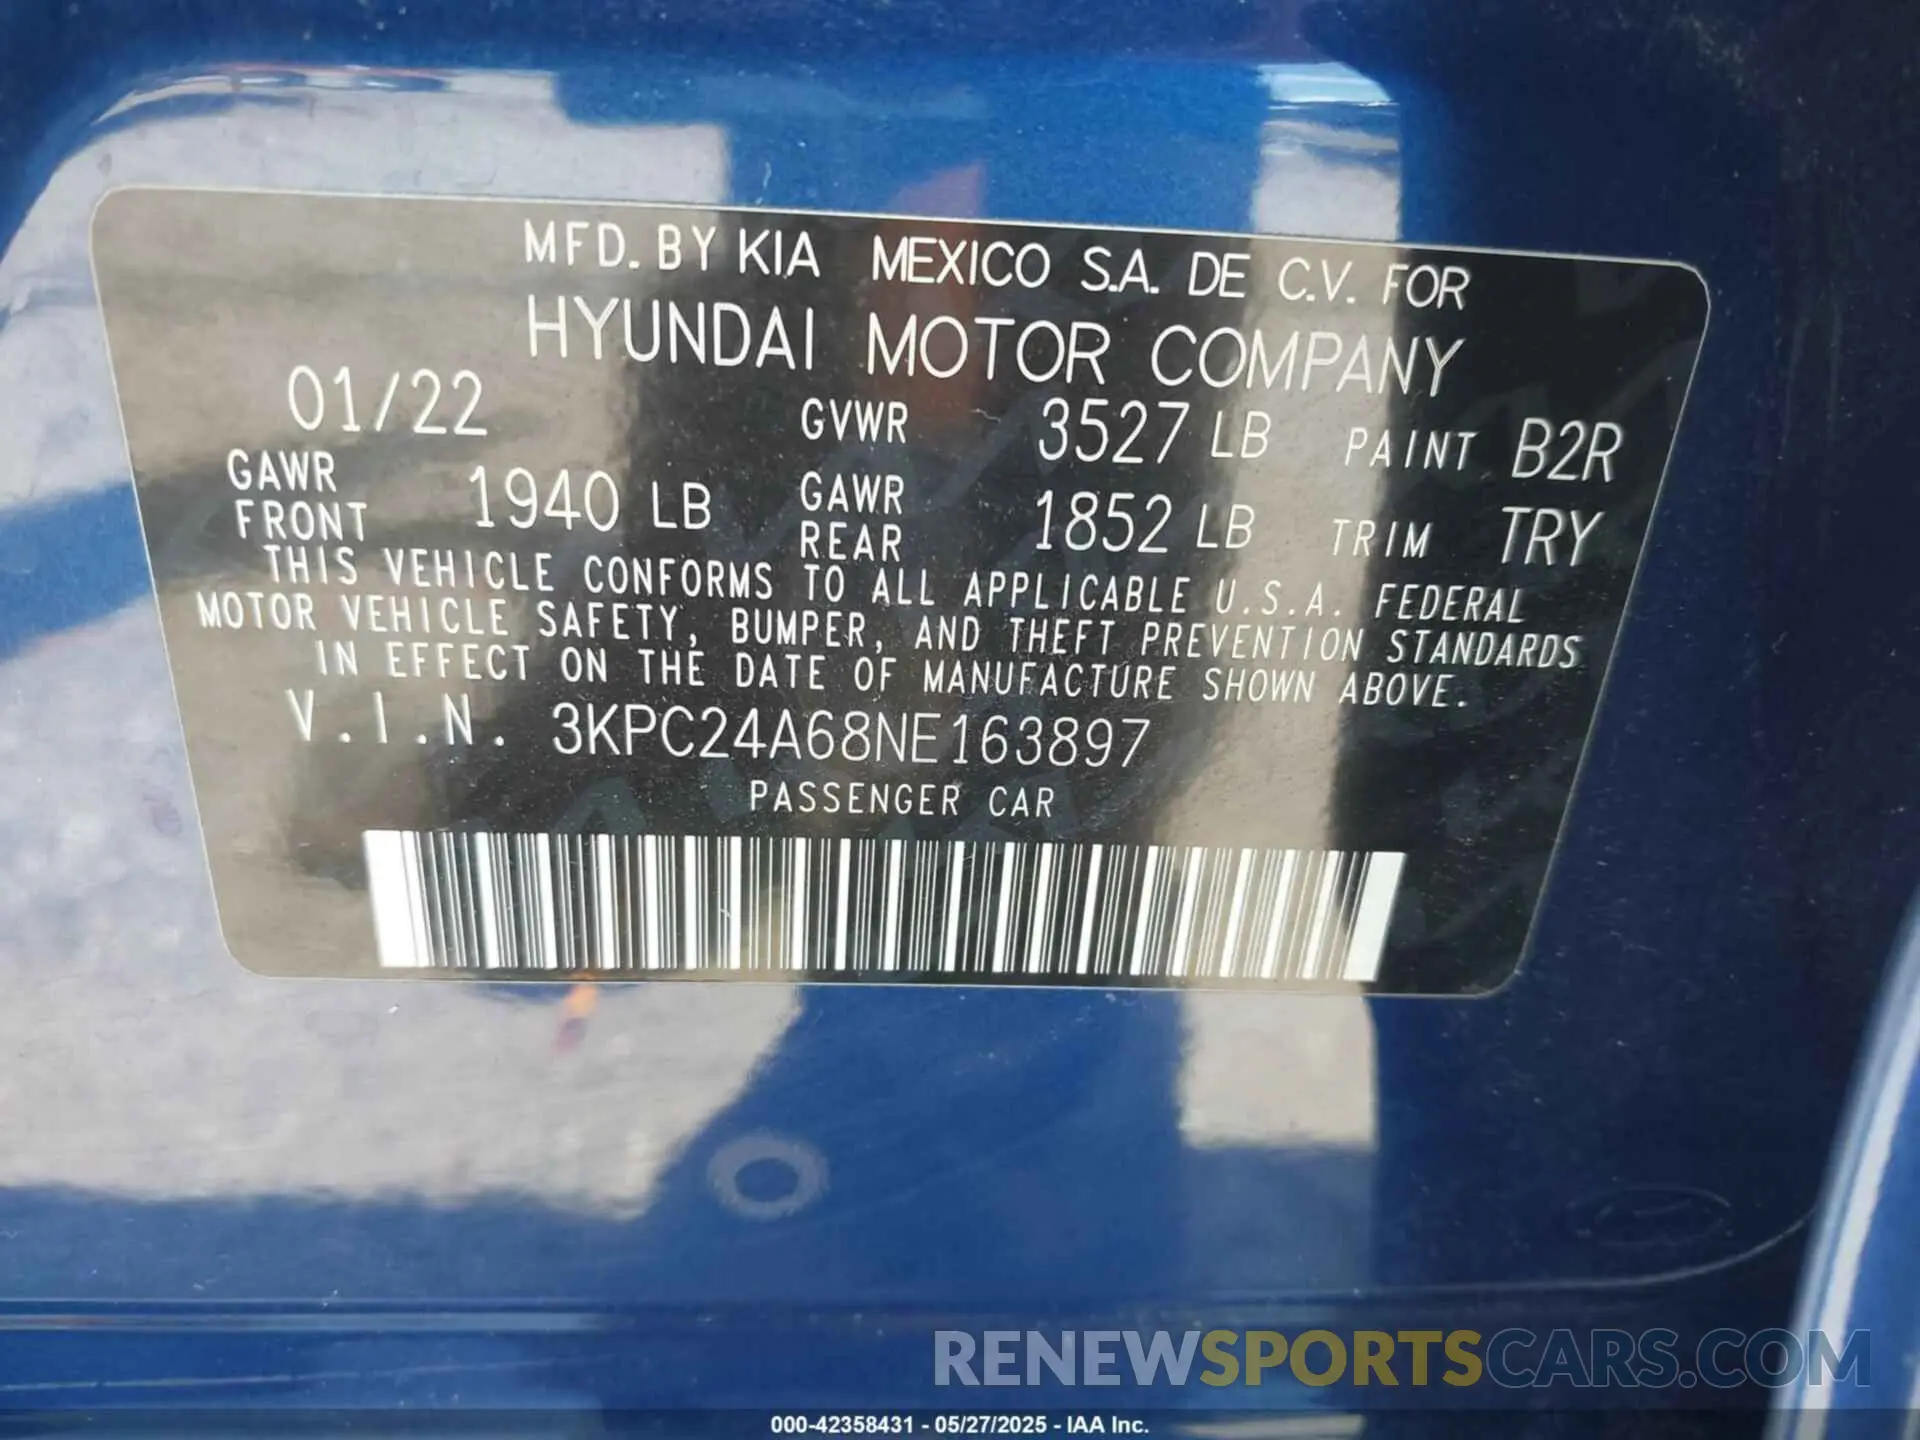 MFD. BY KIA MEXICO S.A. DE C.V. FOR
HYUNDAI MOTOR COMPANY
01/22 GVWR 3527 LB PAINT B2R
GAWR FRONT 1940 LB GAWR REAR 1852 LB TRIM TRY
THIS VEHICLE CONFORMS TO ALL APPLICABLE U.S.A. FEDERAL
MOTOR VEHICLE SAFETY, BUMPER, AND THEFT PREVENTION STANDARDS
IN EFFECT ON THE DATE OF MANUFACTURE SHOWN ABOVE.
V.I.N. 3KPC24A68NE163897
PASSENGER CAR
RENEWSPORTSCARS.COM
000-42358431 - 05/27/2025 - IAA Inc.